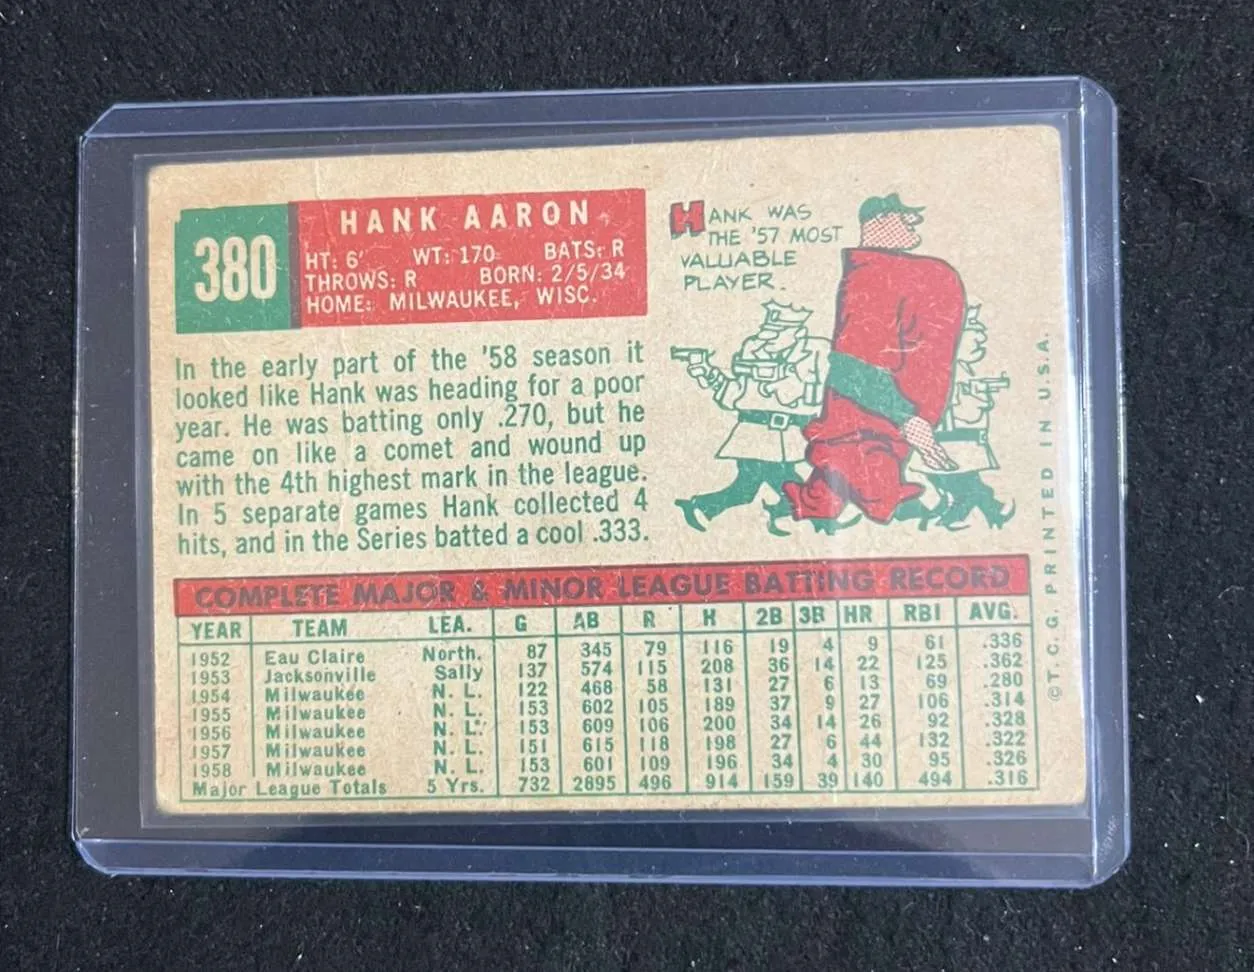 380
HANK AARON
HT: 6' WT: 170 BATS: R
THROWS: R BORN: 2/5/34
HOME: MILWAUKEE, WISC.
HANK WAS
THE '57 MOST
VALUABLE
PLAYER.
In the early part of the '58 season it
looked like Hank was heading for a poor
year. He was batting only .270, but he
came on like a comet and wound up
with the 4th highest mark in the league.
In 5 separate games Hank collected 4
hits, and in the Series batted a cool .333.
COMPLETE MAJOR & MINOR LEAGUE BATTING RECORD
YEAR TEAM LEA. G AB R H 2B 3B HR RBI AVG.
1952 Eau Claire North. 87 345 79 116 19 4 9 61 .336
1953 Jacksonville Sally 137 574 115 208 36 14 22 125 .362
1954 Milwaukee N. L. 122 468 58 131 27 6 13 69 .280
1955 Milwaukee N. L. 153 602 105 189 37 9 27 106 .314
1956 Milwaukee N. L. 153 609 106 200 34 14 26 92 .328
1957 Milwaukee N. L. 151 615 118 198 27 6 44 132 .322
1958 Milwaukee N. L. 153 601 109 196 34 4 30 95 .326
Major League Totals 5 Yrs. 732 2895 496 914 159 39 140 494 .316
©T. C. G. PRINTED IN U.S.A.